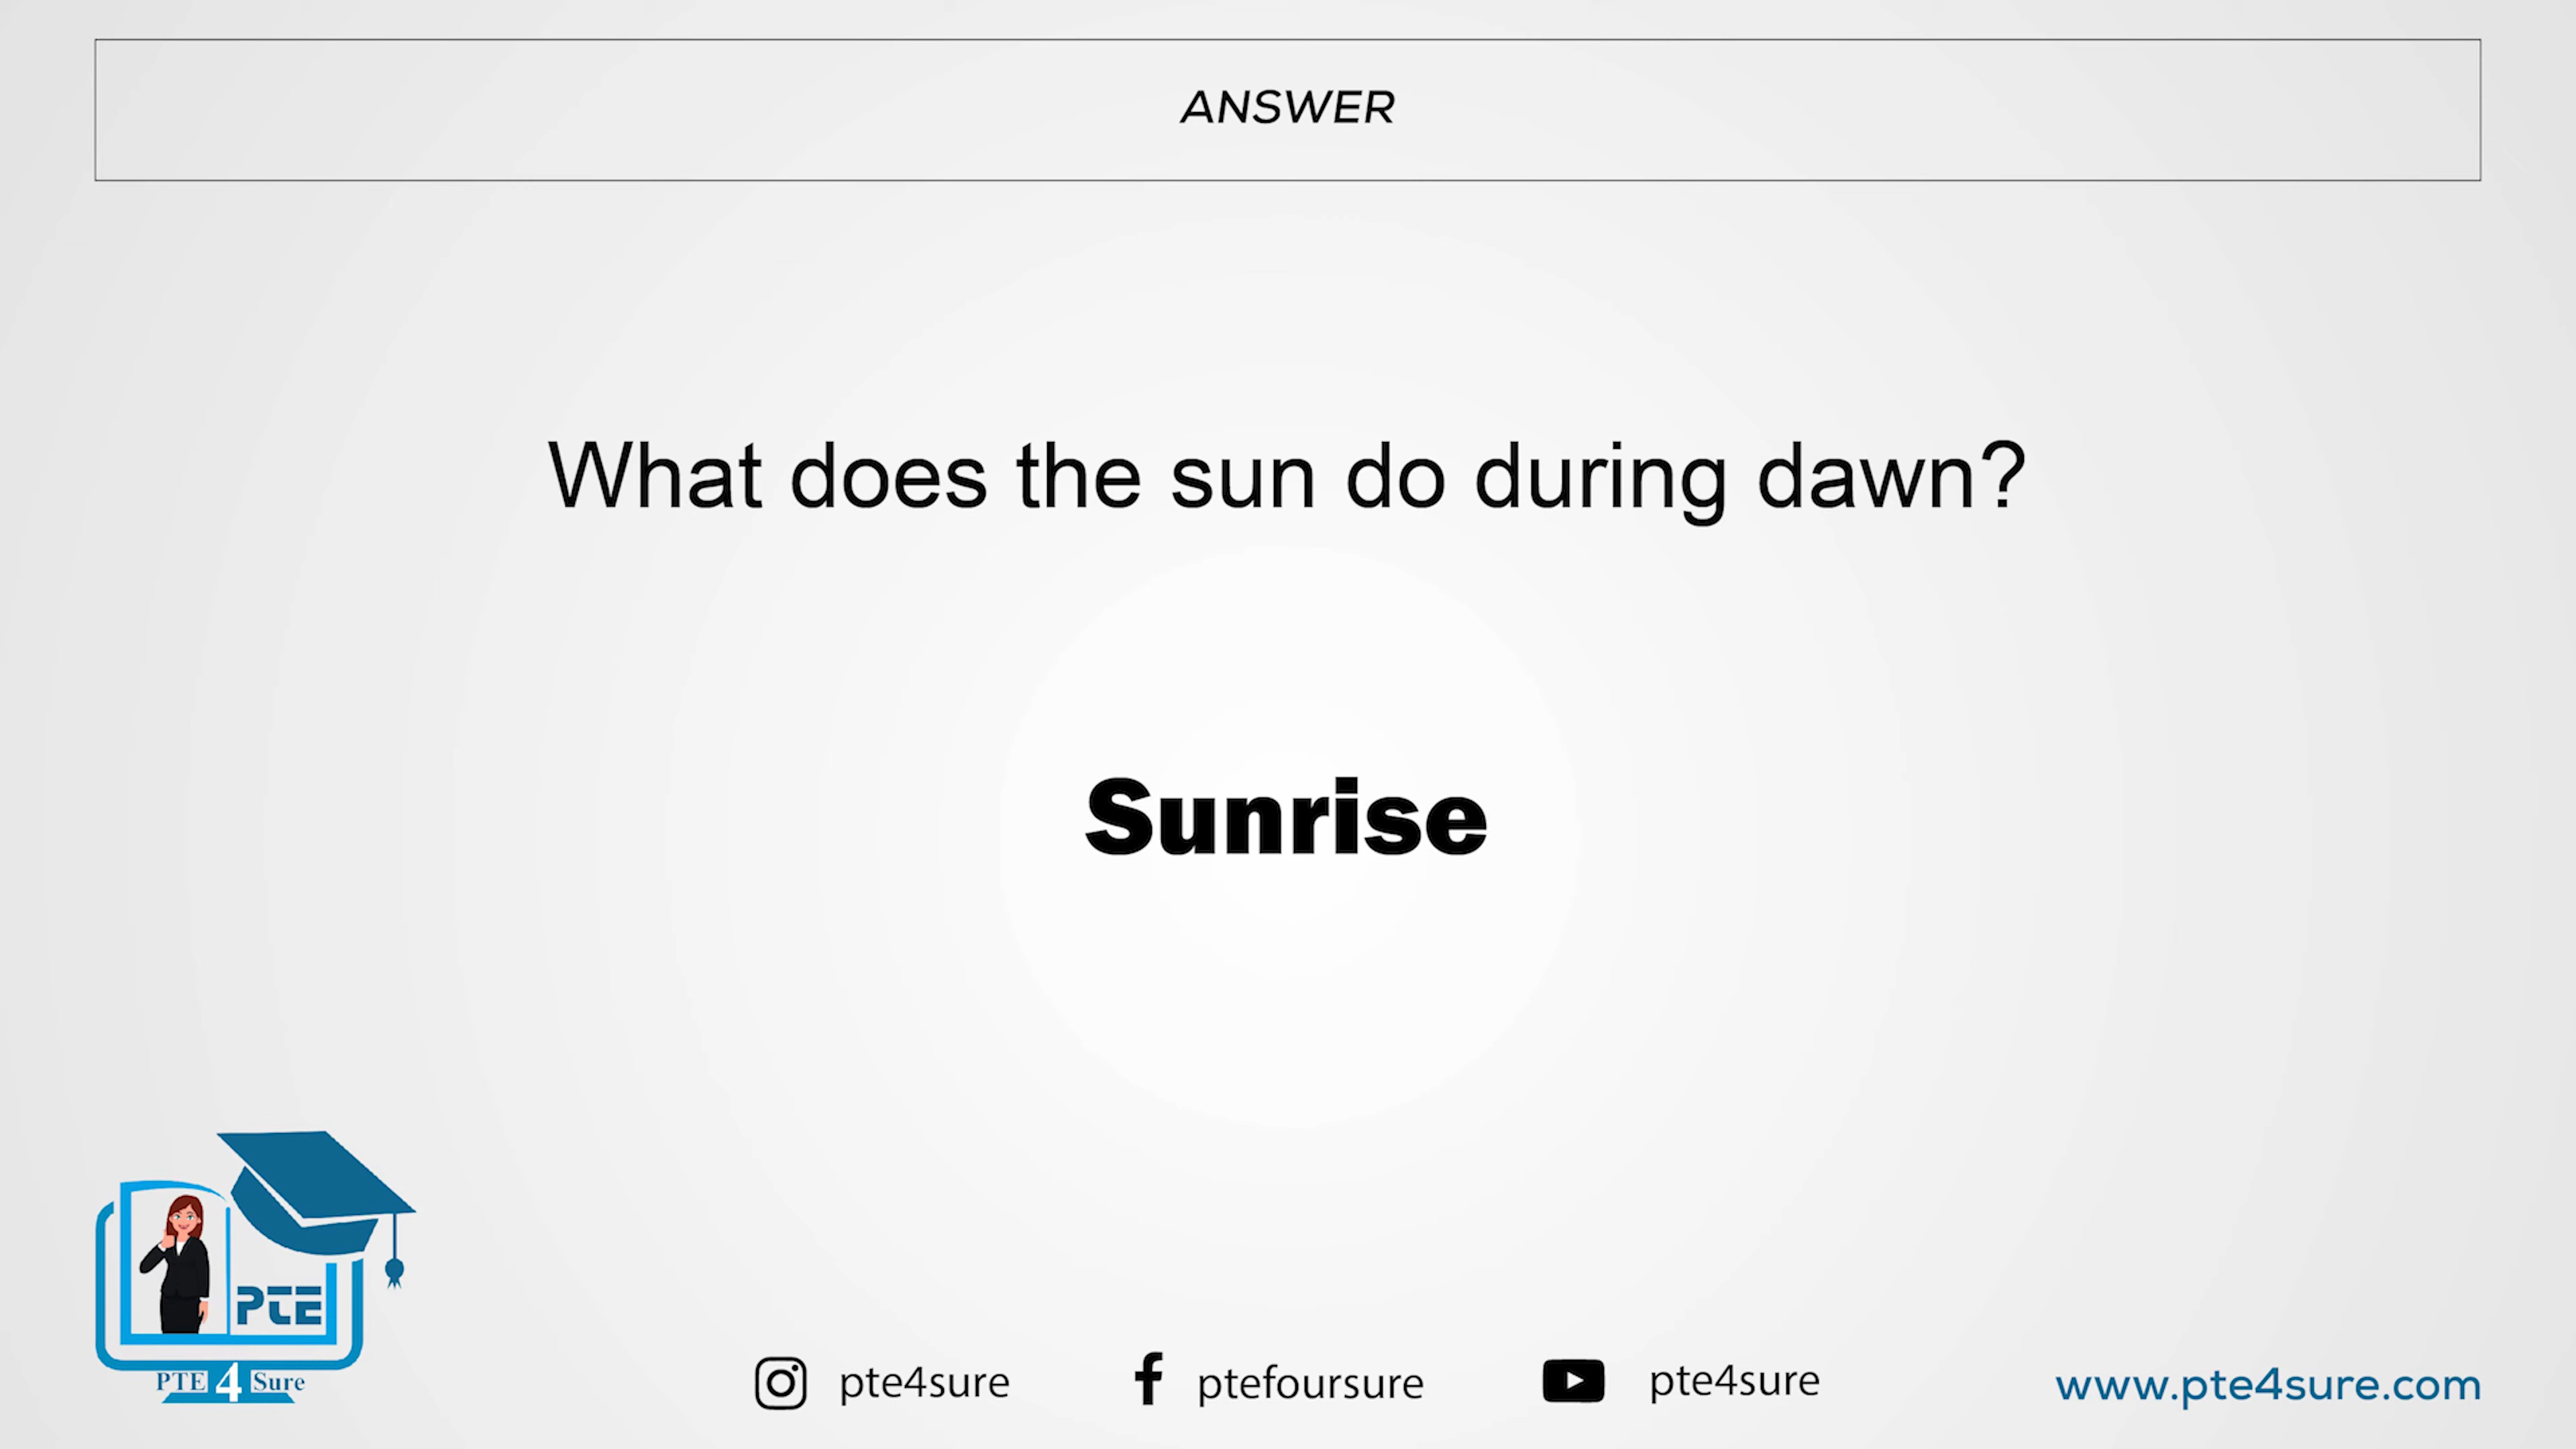 ANSWER
What does the sun do during dawn?
Sunrise
PTE
PTE 4 Sure
pte4sure
ptefoursure
pte4sure
www.pte4sure.com